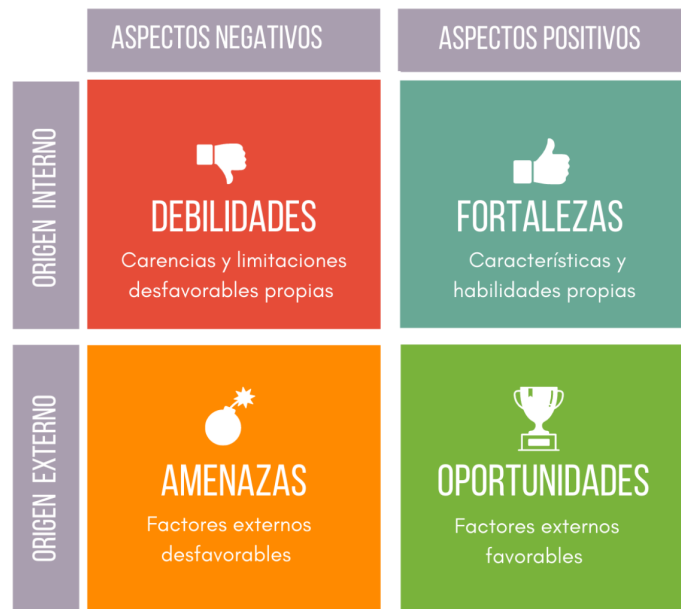 ASPECTOS NEGATIVOS
ASPECTOS POSITIVOS
ORIGEN INTERNO
DEBILIDADES
Carencias y limitaciones
desfavorables propias
FORTALEZAS
Características y
habilidades propias
ORIGEN EXTERNO
AMENAZAS
Factores externos
desfavorables
OPORTUNIDADES
Factores externos
favorables